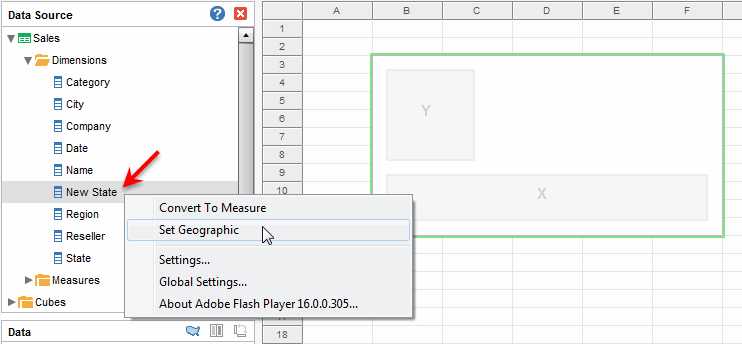 Data Source ?
Sales
Dimensions
Category
City
Company
Date
Name
New State
Region
Reseller
State
Measures
Cubes
Data
Convert To Measure
Set Geographic
Settings...
Global Settings...
About Adobe Flash Player 16.0.0.305...
A B C D E F
1
2
3
4
5
6
7
8
9
10
17
18
Y
X